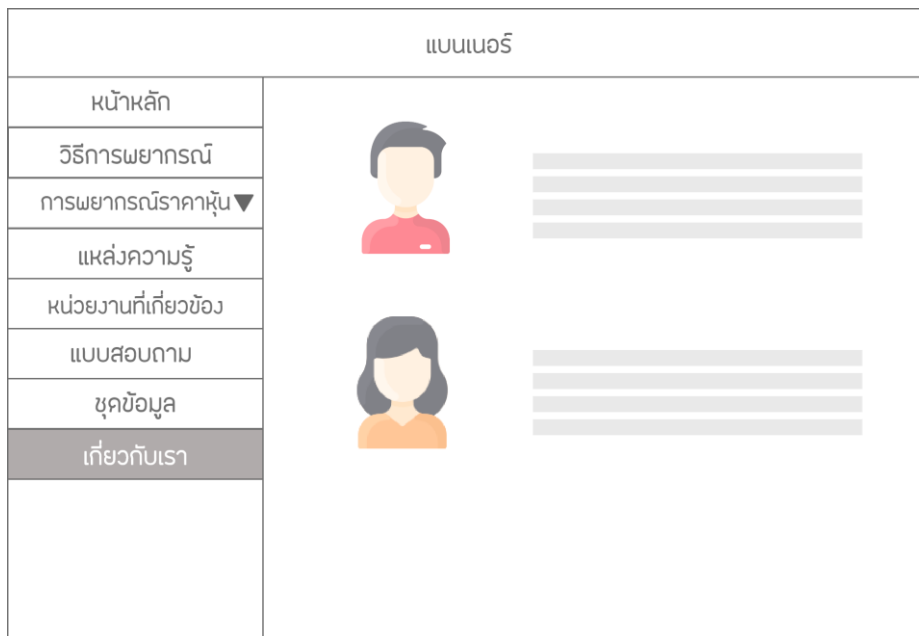 แบนเนอร์
หน้าหลัก
วิธีการพยากรณ์
การพยากรณ์ราคาหุ้น▼
แหล่งความรู้
หน่วยงานที่เกี่ยวข้อง
แบบสอบถาม
ชุดข้อมูล
เกี่ยวกับเรา